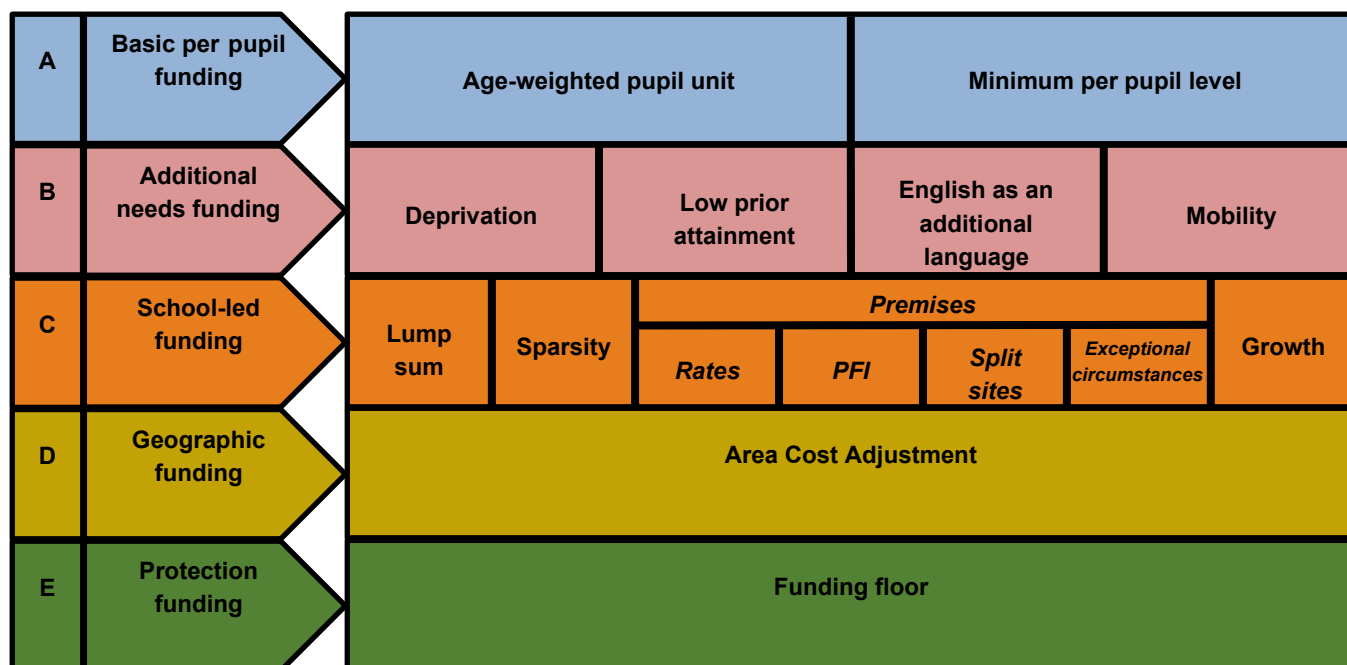 A
Basic per pupil
funding
Age-weighted pupil unit
Minimum per pupil level
B
Additional
needs funding
Deprivation
Low prior
attainment
English as an
additional
language
Mobility
C
School-led
funding
Lump
sum
Sparsity
Premises
Rates
PFI
Split
sites
Exceptional
circumstances
Growth
D
Geographic
funding
Area Cost Adjustment
E
Protection
funding
Funding floor